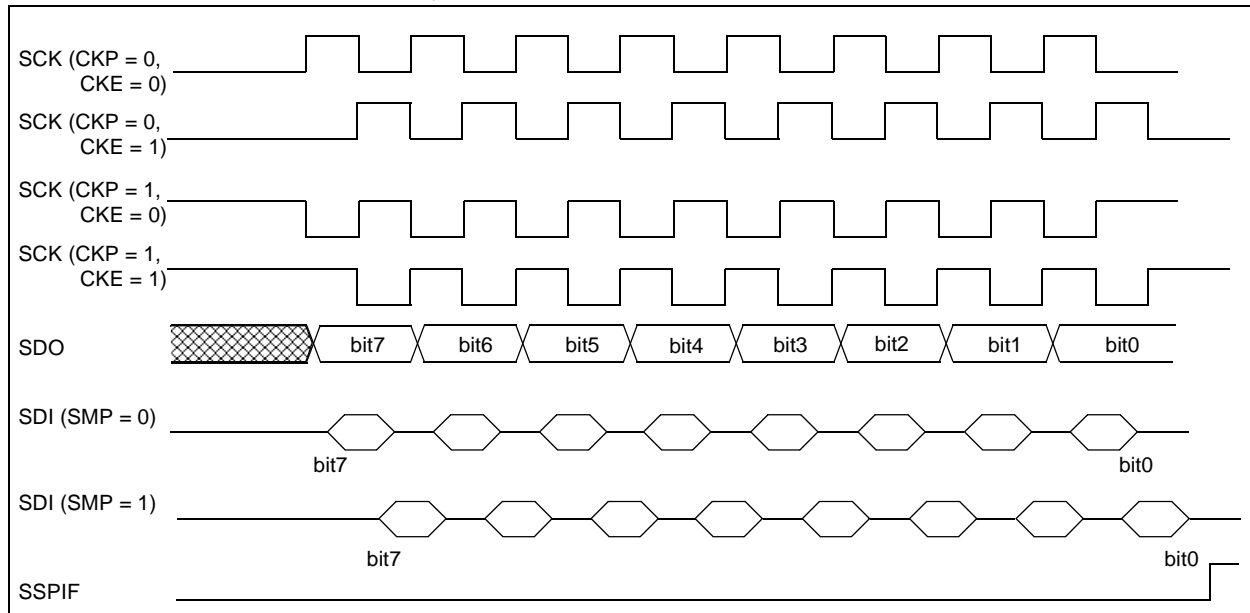 SCK (CKP = 0,
CKE = 0)
SCK (CKP = 0,
CKE = 1)
SCK (CKP = 1,
CKE = 0)
SCK (CKP = 1,
CKE = 1)
SDO bit7 bit6 bit5 bit4 bit3 bit2 bit1 bit0
SDI (SMP = 0)
bit7 bit0
SDI (SMP = 1)
bit7 bit0
SSPIF